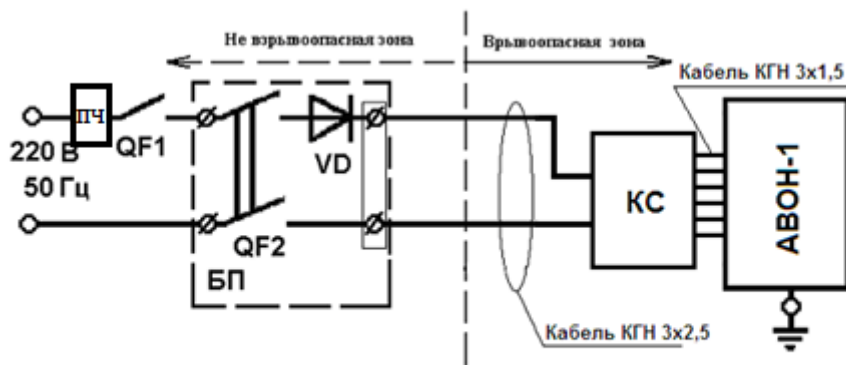 Не взрывоопасная зона
Врывоопасная зона
Кабель КГН 3х1,5
ПЧ
QF1
220 В
50 Гц
VD
QF2
БП
КС
АВОН-1
Кабель КГН 3х2,5